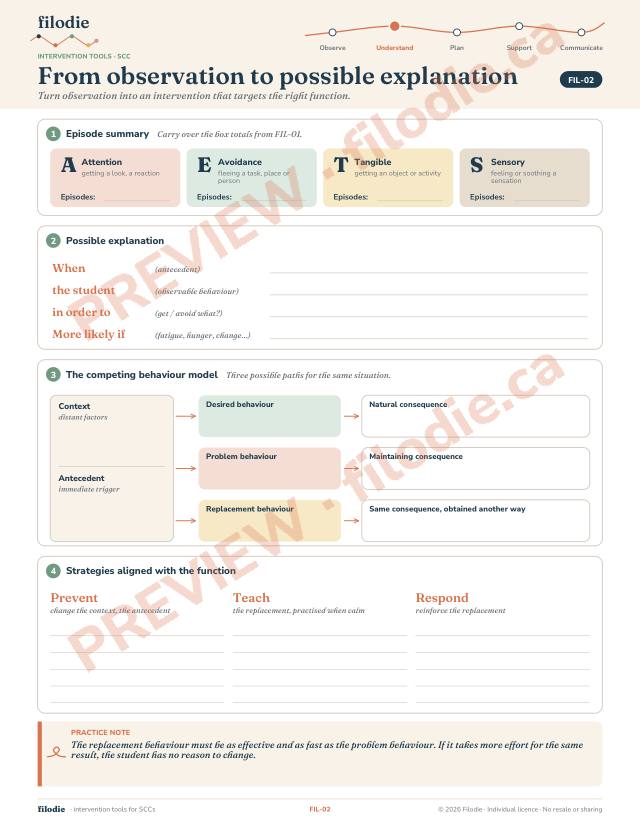 filodie
INTERVENTION TOOLS - SCC
Observe
Understand
Plan
Support
Communicate
From observation to possible explanation
FIL-02
Turn observation into an intervention that targets the right function.
1 Episode summary Carry over the box totals from FIL-01.
A Attention
getting a look, a reaction
Episodes:
E Avoidance
fleeing a task, place or
person
Episodes:
T Tangible
getting an object or activity
Episodes:
S Sensory
feeling or soothing a
sensation
Episodes:
2 Possible explanation
When (antecedent)
the student (observable behaviour)
in order to (get / avoid what?)
More likely if (fatigue, hunger, change...)
3 The competing behaviour model Three possible paths for the same situation.
Context
distant factors
Antecedent
immediate trigger
Desired behaviour
Natural consequence
Problem behaviour
Maintaining consequence
Replacement behaviour
Same consequence, obtained another way
4 Strategies aligned with the function
Prevent
change the context, the antecedent
Teach
the replacement, practised when calm
Respond
reinforce the replacement
PRACTICE NOTE
The replacement behaviour must be as effective and as fast as the problem behaviour. If it takes more effort for the same
result, the student has no reason to change.
filodie · intervention tools for SCCs
FIL-02
© 2026 Filodie · Individual licence · No resale or sharing
PREVIEW · filodie.ca
PREVIEW · filodie.ca